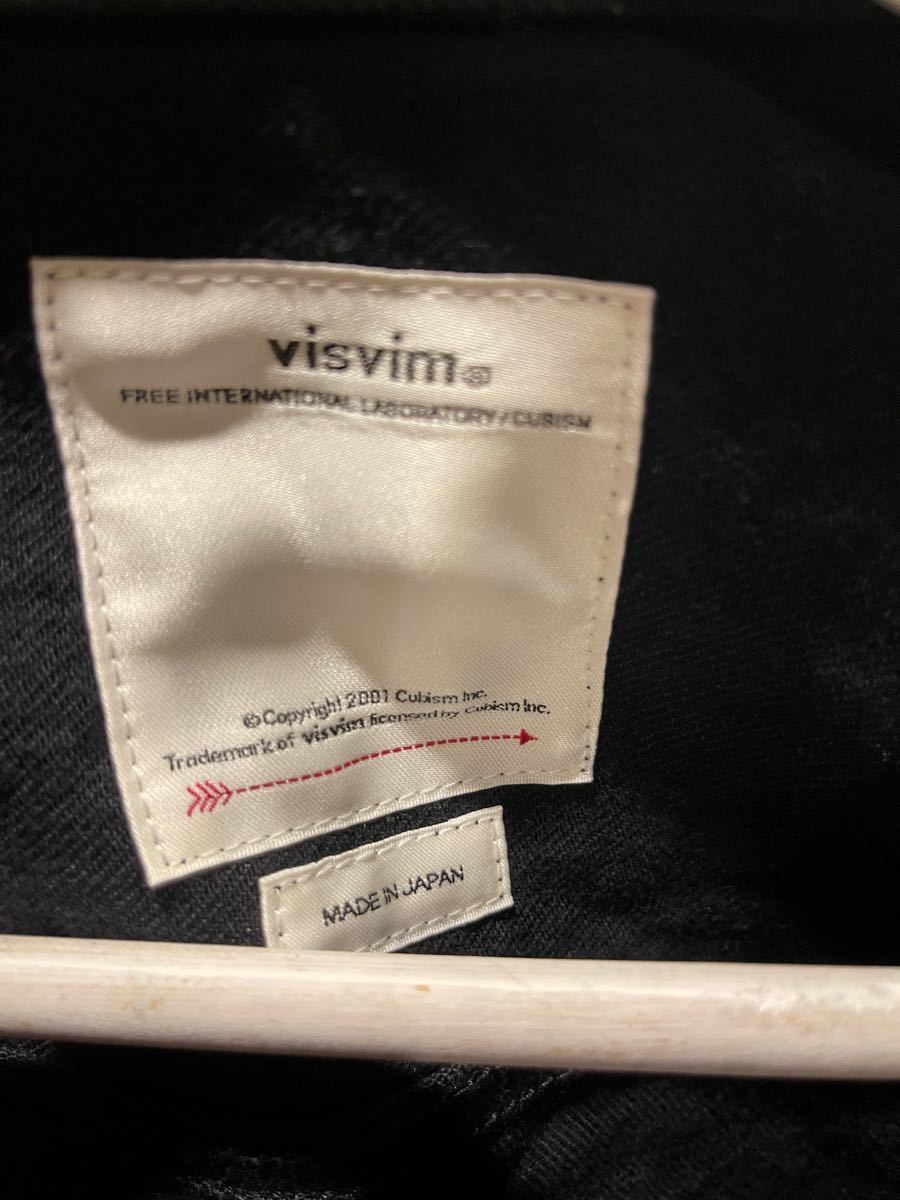 visvim®
FREE INTERNATIONAL LABORATORY / CUBISM
© Copyright 2001 Cubism Inc.
Trademark of visvim licensed by Cubism Inc.
MADE IN JAPAN